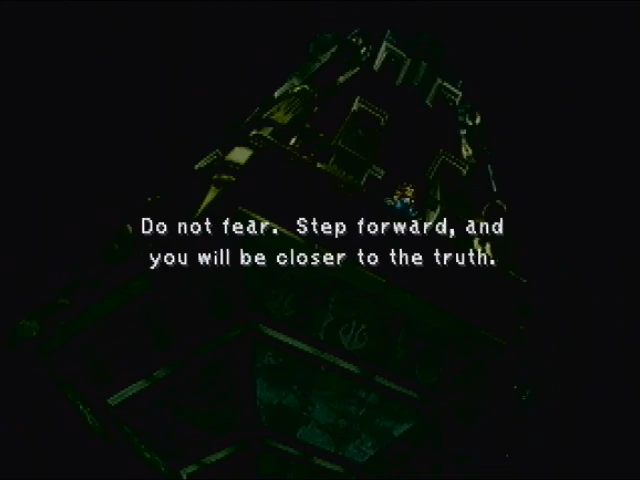 Do not fear.  Step forward, and
you will be closer to the truth.